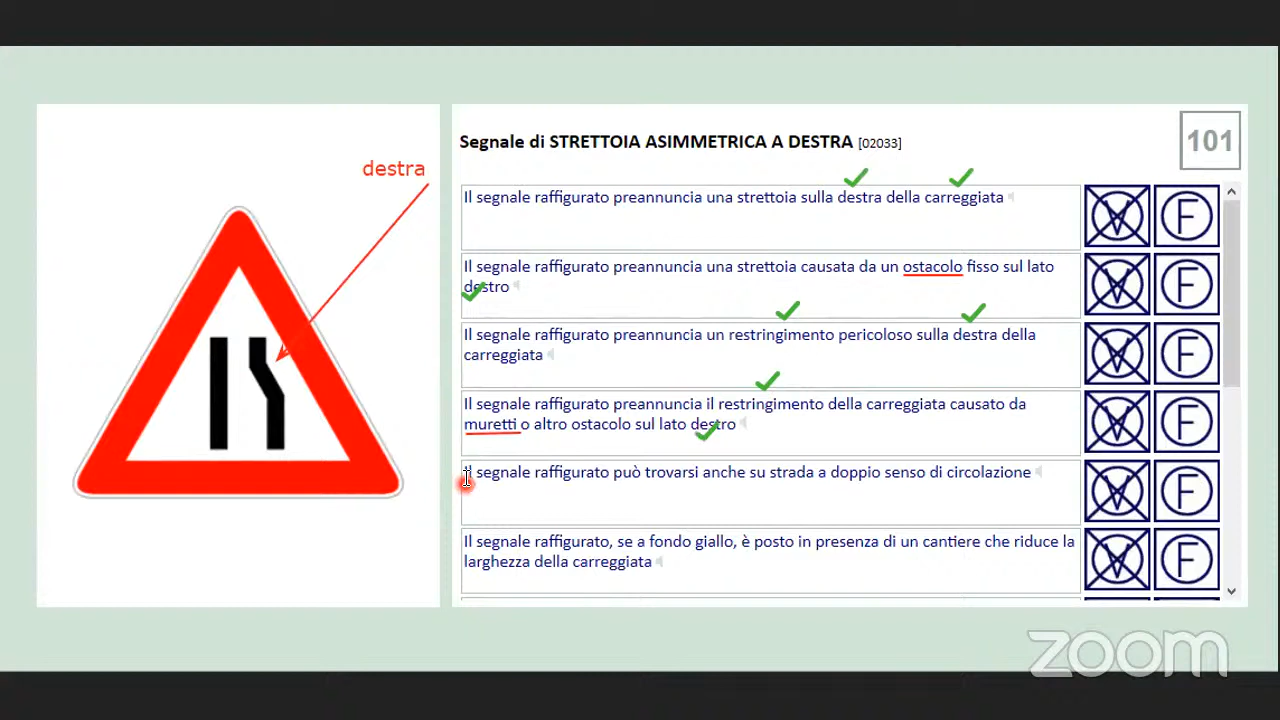 destra
Segnale di STRETTOIA ASIMMETRICA A DESTRA [02033]
101
Il segnale raffigurato preannuncia una strettoia sulla destra della carreggiata
V F
Il segnale raffigurato preannuncia una strettoia causata da un ostacolo fisso sul lato
destro
V F
Il segnale raffigurato preannuncia un restringimento pericoloso sulla destra della
carreggiata
V F
Il segnale raffigurato preannuncia il restringimento della carreggiata causato da
muretti o altro ostacolo sul lato destro
V F
Il segnale raffigurato può trovarsi anche su strada a doppio senso di circolazione
V F
Il segnale raffigurato, se a fondo giallo, è posto in presenza di un cantiere che riduce la
larghezza della carreggiata
V F
zoom